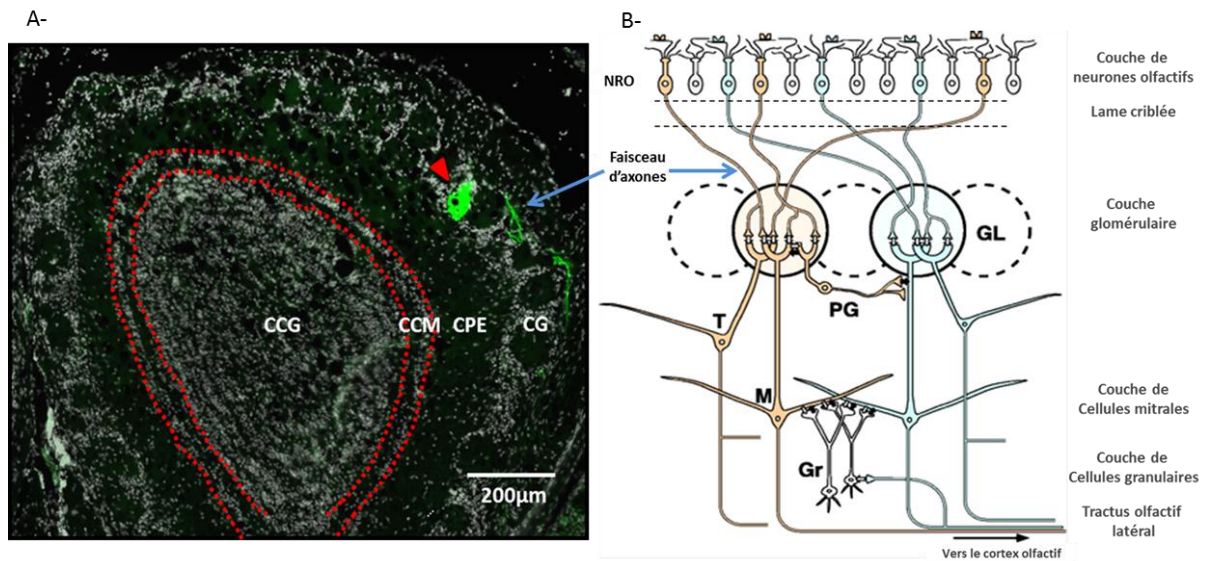 A-
CCG
CCM
CPE
CG
200µm
B-
NRO
Faisceau
d'axones
GL
PG
T
M
Gr
Couche de
neurones olfactifs
Lame criblée
Couche
glomérulaire
Couche de
Cellules mitrales
Couche de
Cellules granulaires
Tractus olfactif
latéral
Vers le cortex olfactif